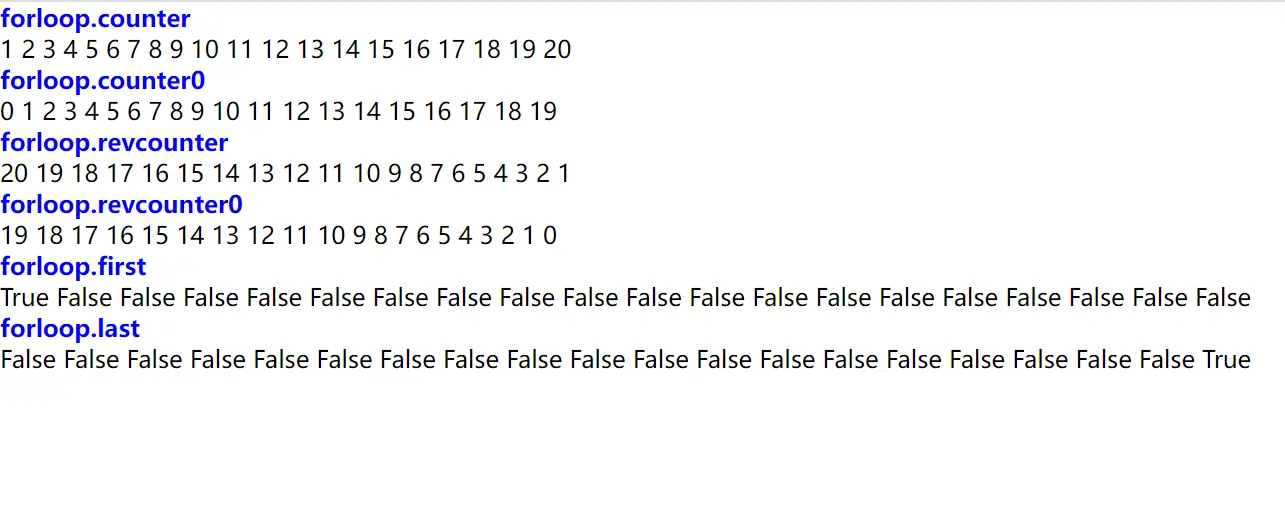 forloop.counter
1 2 3 4 5 6 7 8 9 10 11 12 13 14 15 16 17 18 19 20
forloop.counter0
0 1 2 3 4 5 6 7 8 9 10 11 12 13 14 15 16 17 18 19
forloop.revcounter
20 19 18 17 16 15 14 13 12 11 10 9 8 7 6 5 4 3 2 1
forloop.revcounter0
19 18 17 16 15 14 13 12 11 10 9 8 7 6 5 4 3 2 1 0
forloop.first
True False False False False False False False False False False False False False False False False False False False
forloop.last
False False False False False False False False False False False False False False False False False False False True